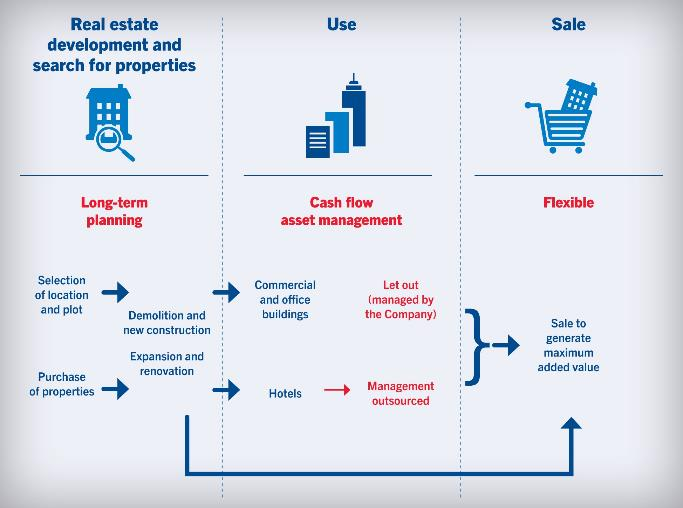 Real estate
development and
search for properties
Use
Sale
Long-term
planning
Cash flow
asset management
Flexible
Selection
of location
and plot
Demolition and
new construction
Expansion and
renovation
Purchase
of properties
Commercial
and office
buildings
Let out
(managed by
the Company)
Hotels
Management
outsourced
Sale to
generate
maximum
added value